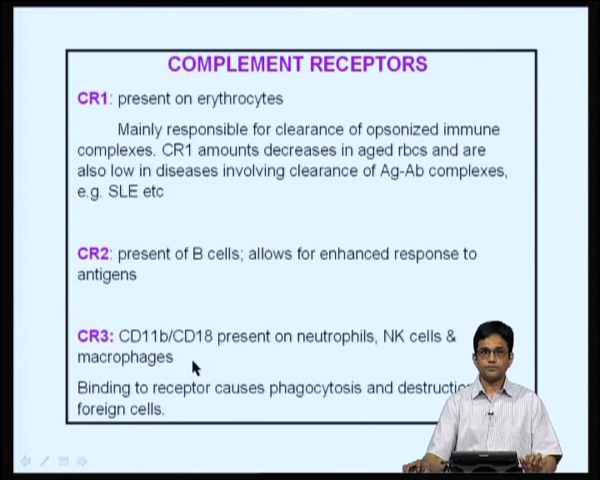 COMPLEMENT RECEPTORS
CR1: present on erythrocytes
Mainly responsible for clearance of opsonized immune
complexes. CR1 amounts decreases in aged rbcs and are
also low in diseases involving clearance of Ag-Ab complexes,
e.g. SLE etc
CR2: present of B cells; allows for enhanced response to
antigens
CR3: CD11b/CD18 present on neutrophils, NK cells &
macrophages
Binding to receptor causes phagocytosis and destructio
foreign cells.